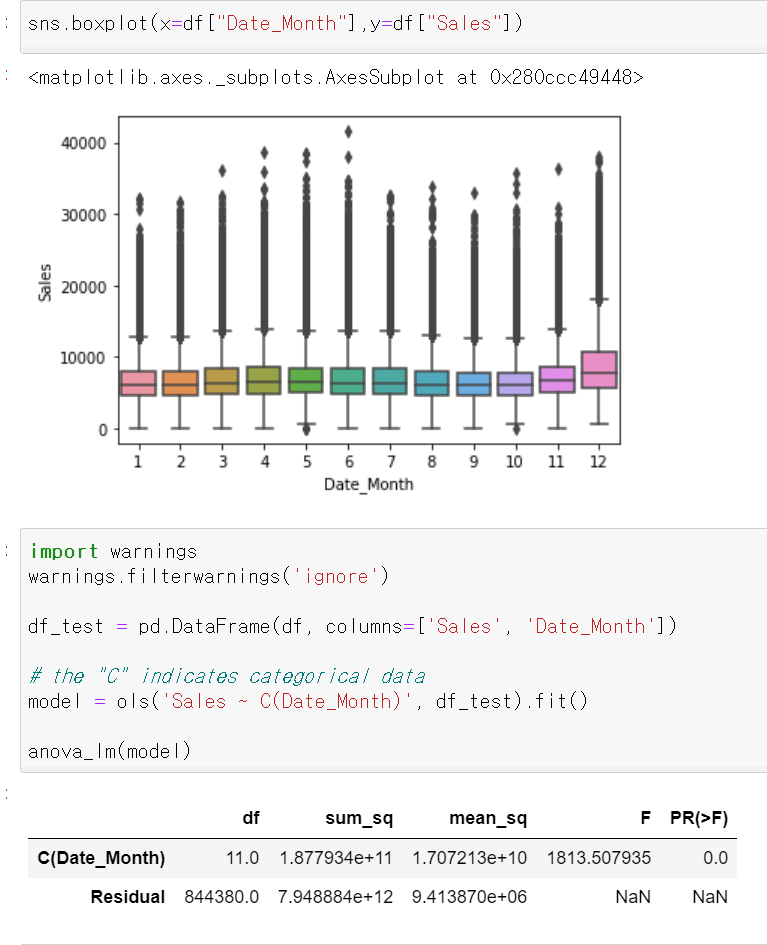 sns.boxplot(x=df["Date_Month"],y=df["Sales"])
<matplotlib.axes._subplots.AxesSubplot at 0x280ccc49448>
40000
30000
20000
10000
0
Sales
1 2 3 4 5 6 7 8 9 10 11 12
Date_Month
import warnings
warnings.filterwarnings('ignore')
df_test = pd.DataFrame(df, columns=['Sales', 'Date_Month'])
# the "C" indicates categorical data
model = ols('Sales ~ C(Date_Month)', df_test).fit()
anova_lm(model)
df sum_sq mean_sq F PR(>F)
C(Date_Month) 11.0 1.877934e+11 1.707213e+10 1813.507935 0.0
Residual 844380.0 7.948884e+12 9.413870e+06 NaN NaN